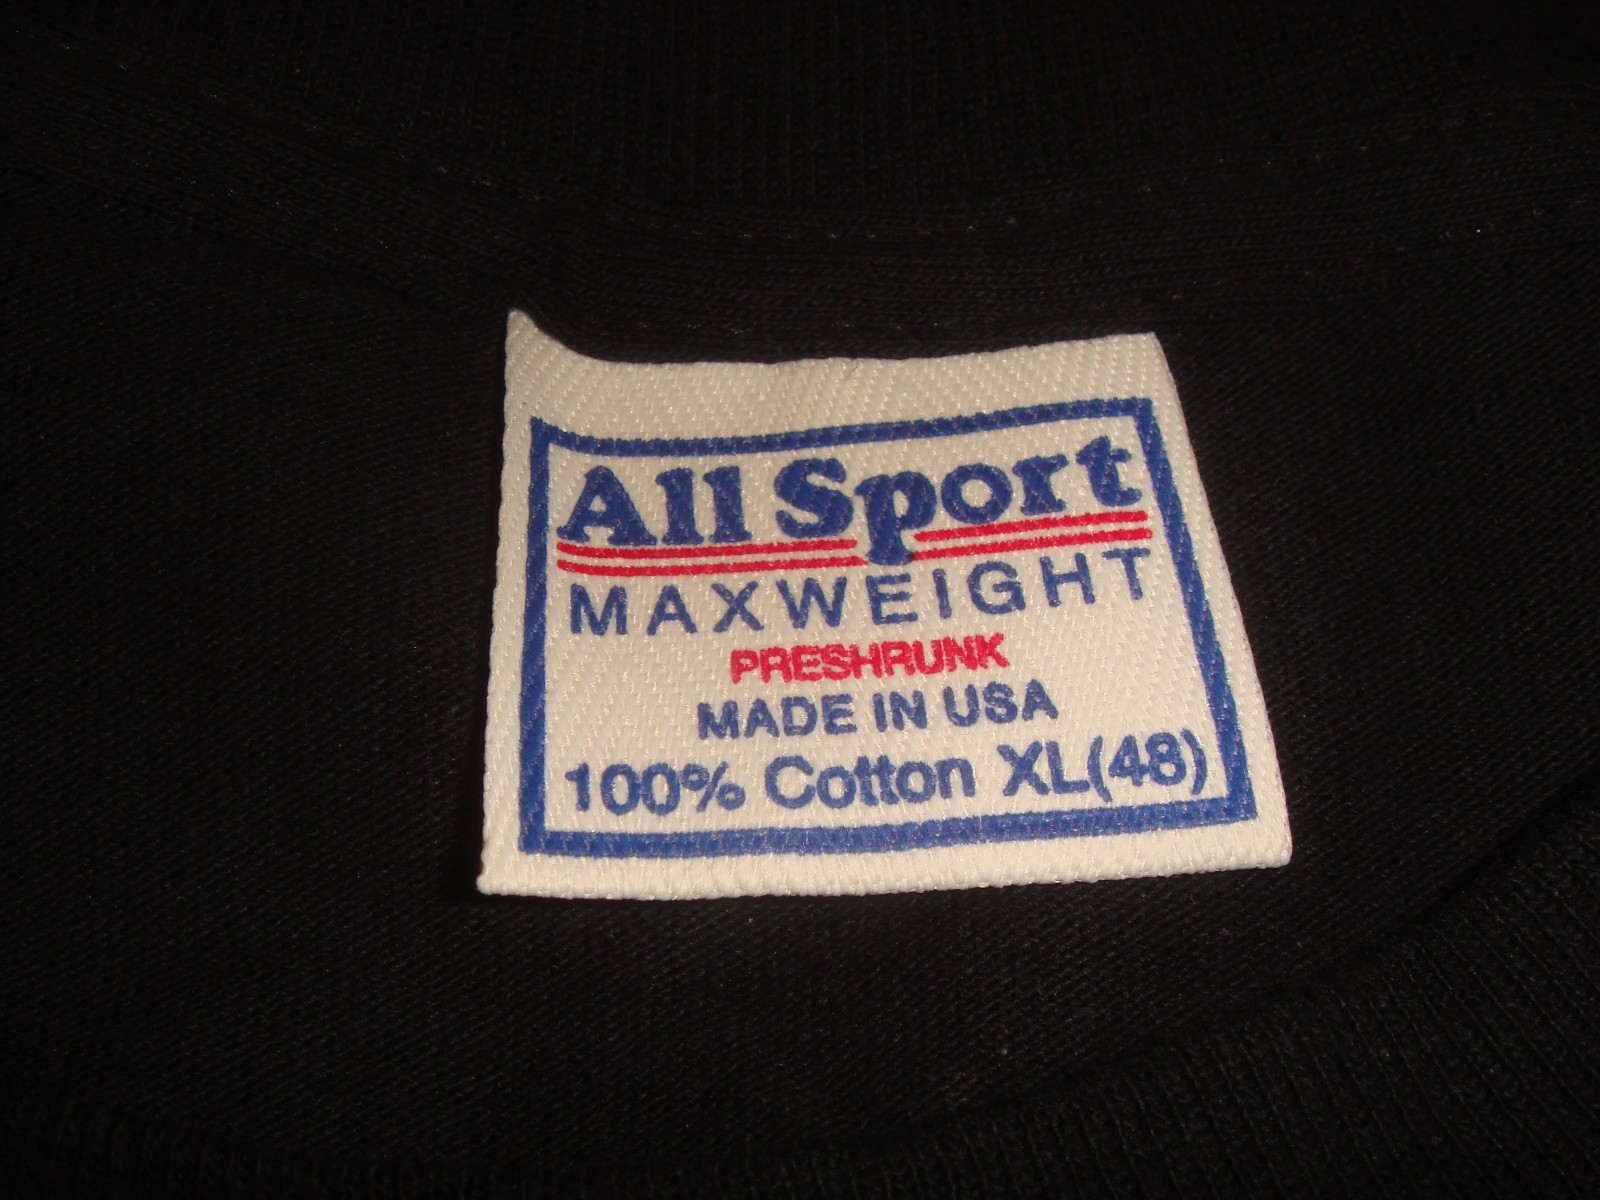 All Sport
MAXWEIGHT
PRESHRUNK
MADE IN USA
100% Cotton XL(48)